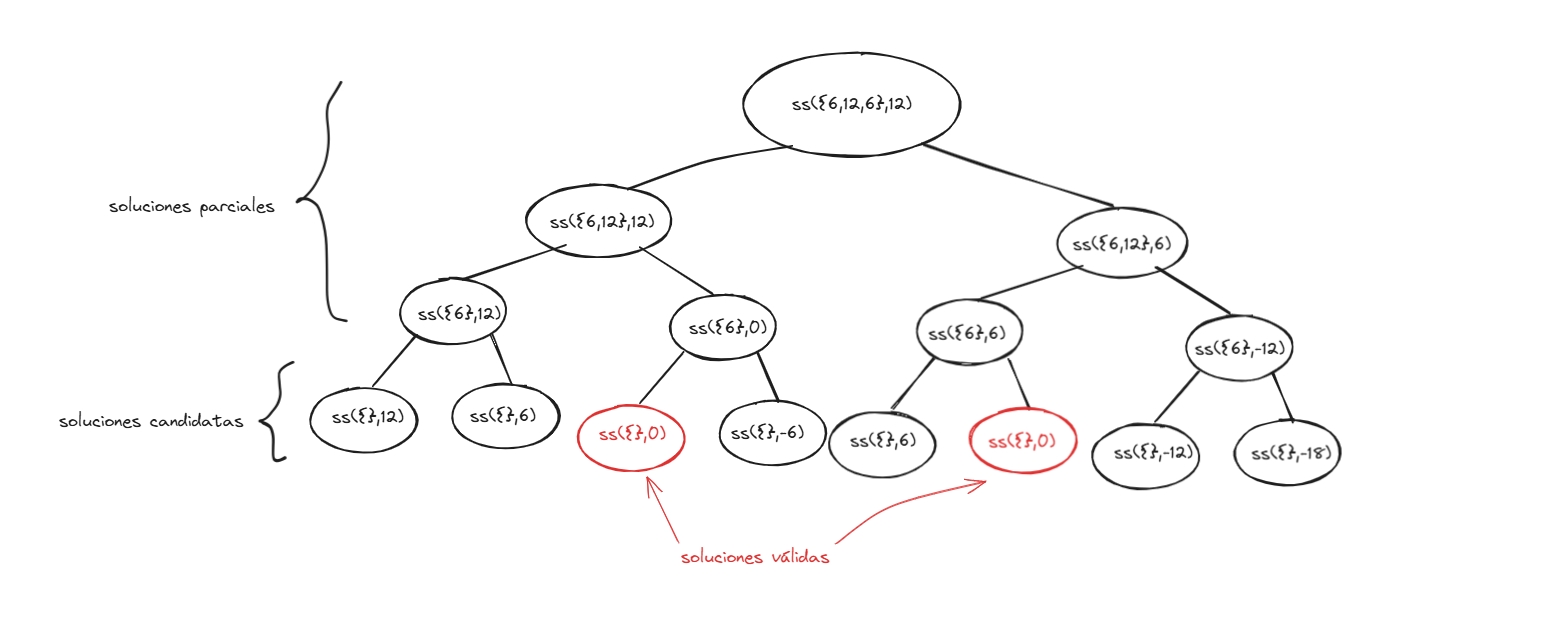 ss({6,12,6},12)
soluciones parciales
ss({6,12},12)
ss({6,12},6)
ss({6},12)
ss({6},0)
ss({6},6)
ss({6},-12)
soluciones candidatas
ss({},12)
ss({},6)
ss({},0)
ss({},-6)
ss({},6)
ss({},0)
ss({},-12)
ss({},-18)
soluciones válidas